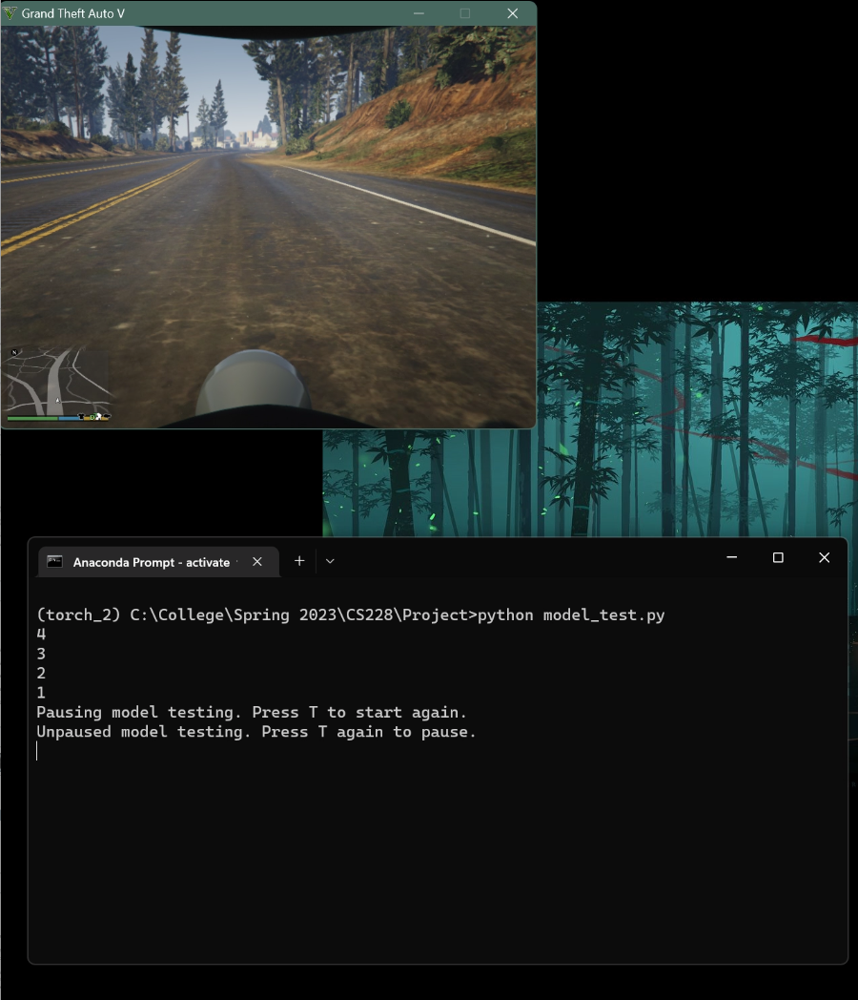 Grand Theft Auto V
N
Anaconda Prompt - activate
(torch_2) C:\College\Spring 2023\CS228\Project>python model_test.py
4
3
2
1
Pausing model testing. Press T to start again.
Unpaused model testing. Press T again to pause.